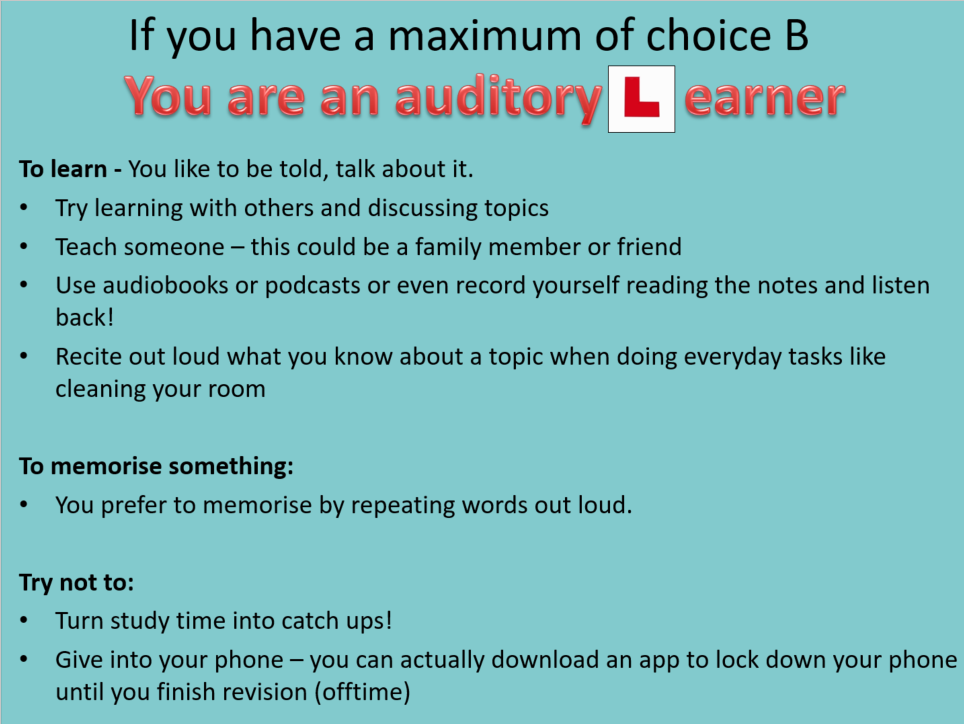 If you have a maximum of choice B
You are an auditory L earner
To learn - You like to be told, talk about it.
• Try learning with others and discussing topics
• Teach someone – this could be a family member or friend
• Use audiobooks or podcasts or even record yourself reading the notes and listen
back!
• Recite out loud what you know about a topic when doing everyday tasks like
cleaning your room
To memorise something:
• You prefer to memorise by repeating words out loud.
Try not to:
• Turn study time into catch ups!
• Give into your phone – you can actually download an app to lock down your phone
until you finish revision (offtime)